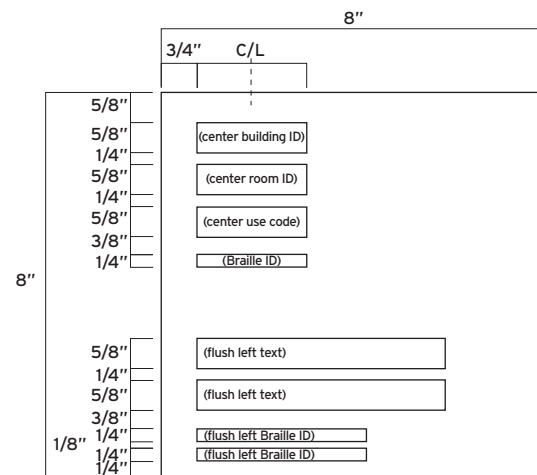 8”
3/4” C/L
5/8”
5/8” (center building ID)
1/4”
5/8” (center room ID)
1/4”
5/8” (center use code)
3/8”
1/4” (Braille ID)
8”
5/8” (flush left text)
1/4”
5/8” (flush left text)
3/8”
1/4” (flush left Braille ID)
1/8”
1/4” (flush left Braille ID)
1/4”